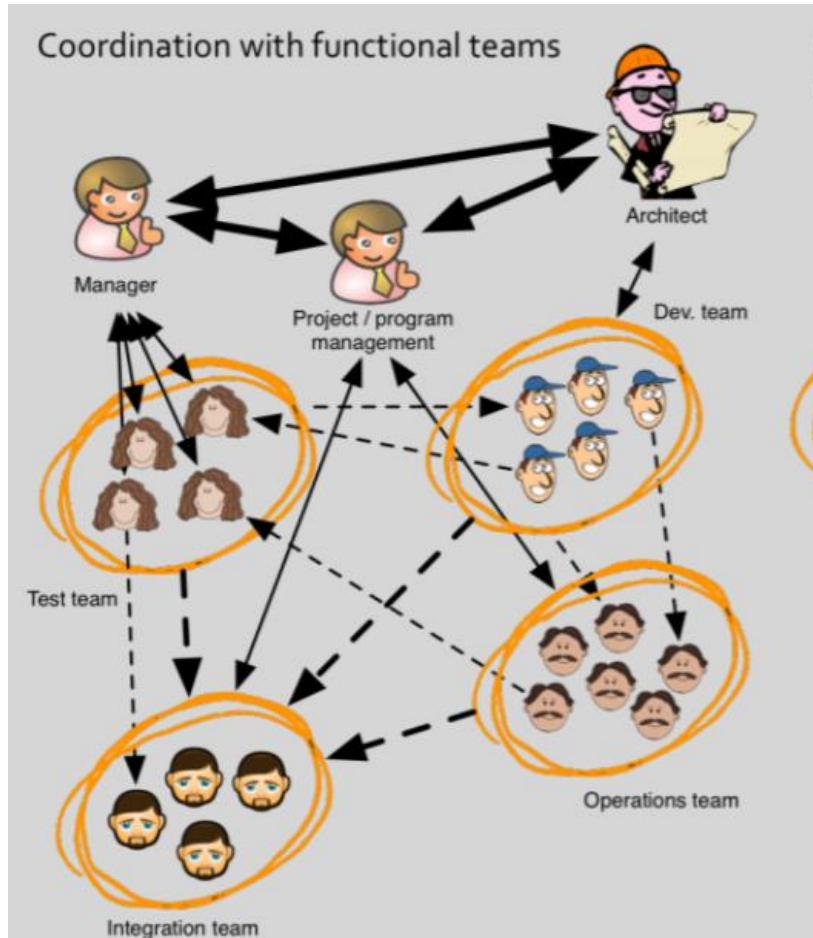 Coordination with functional teams
Architect
Manager
Project / program
management
Dev. team
Test team
Operations team
Integration team